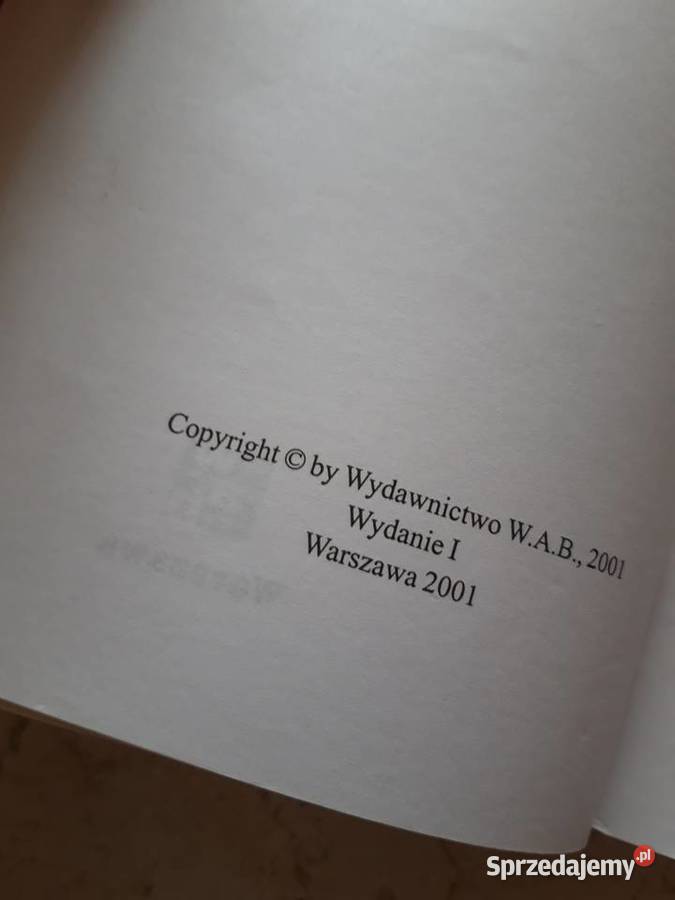 Copyright © by Wydawnictwo W.A.B., 2001
Wydanie I
Warszawa 2001
Sprzedajemy.pl